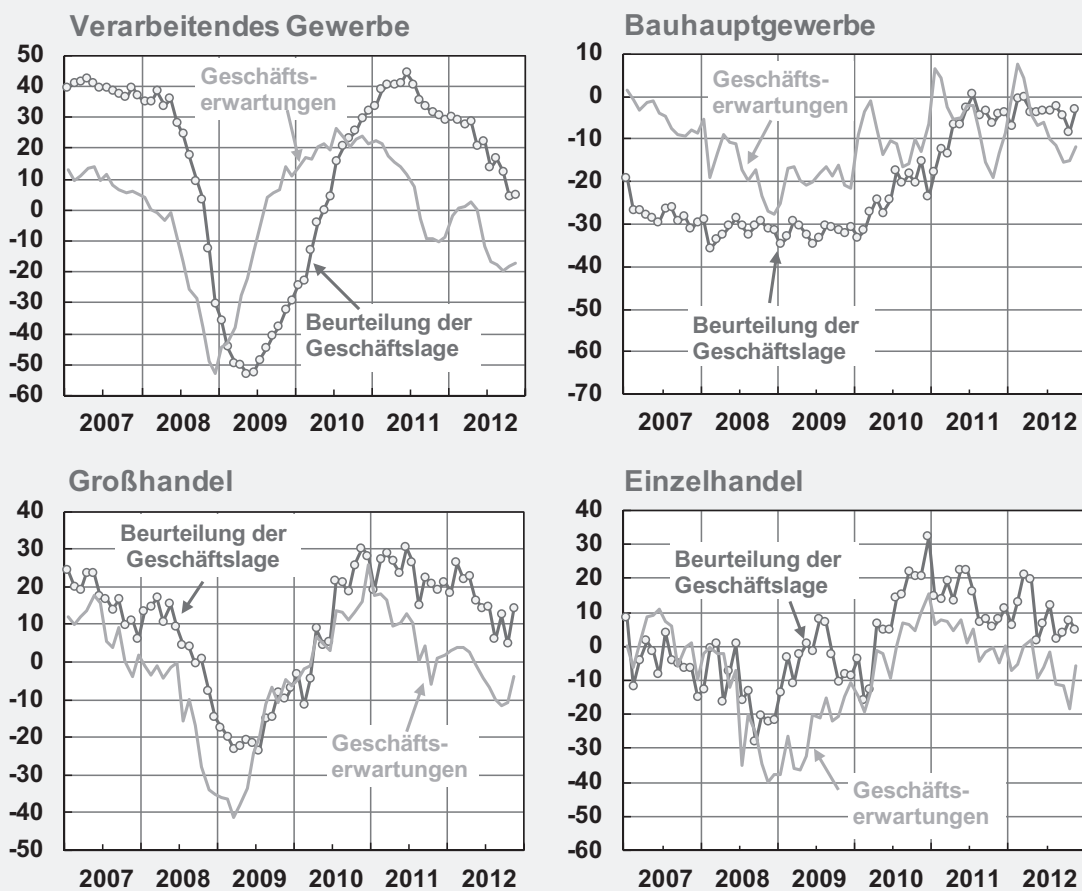 Verarbeitendes Gewerbe
50
40
30
20
10
0
-10
-20
-30
-40
-50
-60
Geschäfts-
erwartungen
Beurteilung der
Geschäftslage
2007 2008 2009 2010 2011 2012
Bauhauptgewerbe
10
0
-10
-20
-30
-40
-50
-60
-70
Geschäfts-
erwartungen
Beurteilung der
Geschäftslage
2007 2008 2009 2010 2011 2012
Großhandel
40
30
20
10
0
-10
-20
-30
-40
-50
Beurteilung der
Geschäftslage
Geschäfts-
erwartungen
2007 2008 2009 2010 2011 2012
Einzelhandel
40
30
20
10
0
-10
-20
-30
-40
-50
-60
Beurteilung der
Geschäftslage
Geschäfts-
erwartungen
2007 2008 2009 2010 2011 2012